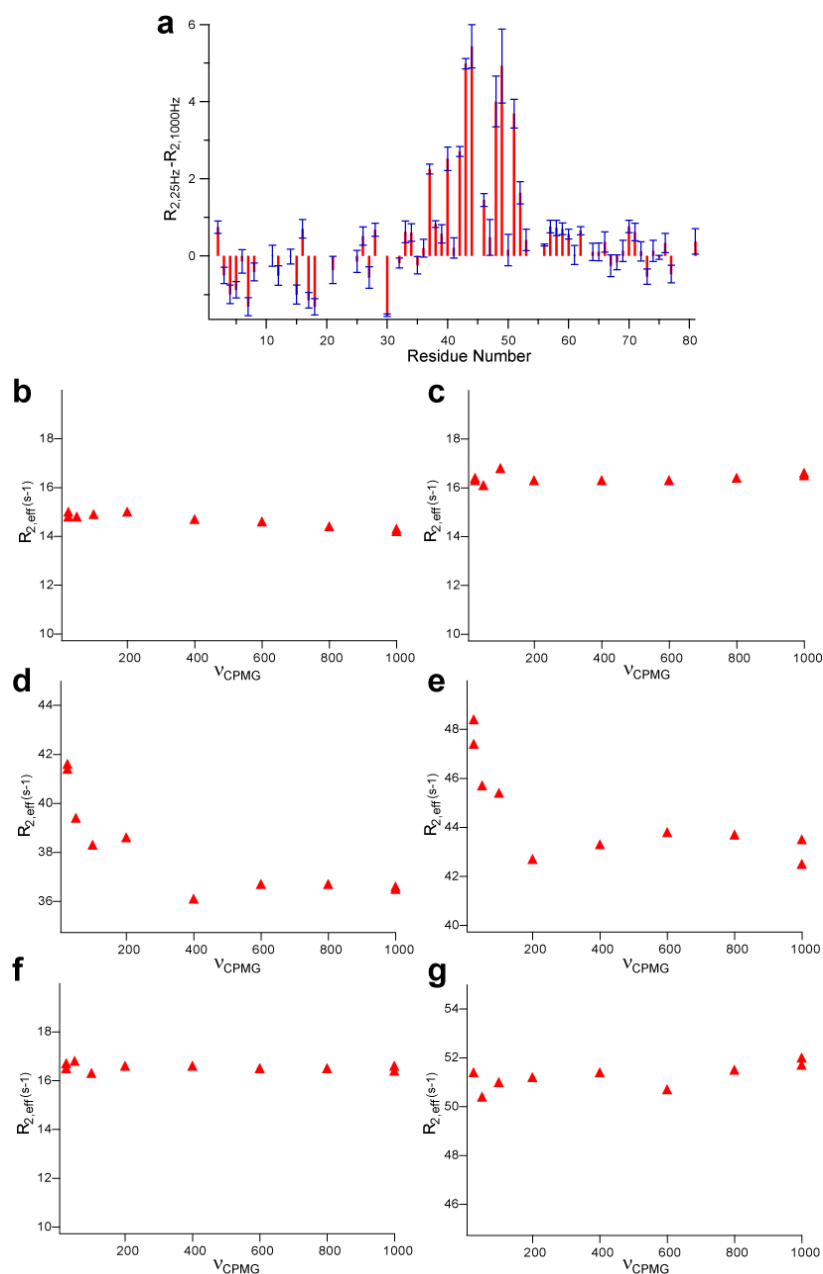 a
R2,25Hz-R2,1000Hz
6
4
2
0
10 20 30 40 50 60 70 80
Residue Number
b
R2,eff(s-1)
18
16
14
12
10
200 400 600 800 1000
νCPMG
c
R2,eff(s-1)
18
16
14
12
10
200 400 600 800 1000
νCPMG
d
R2,eff(s-1)
44
42
40
38
36
200 400 600 800 1000
νCPMG
e
R2,eff(s-1)
48
46
44
42
40
200 400 600 800 1000
νCPMG
f
R2,eff(s-1)
18
16
14
12
10
200 400 600 800 1000
νCPMG
g
R2,eff(s-1)
54
52
50
48
46
200 400 600 800 1000
νCPMG